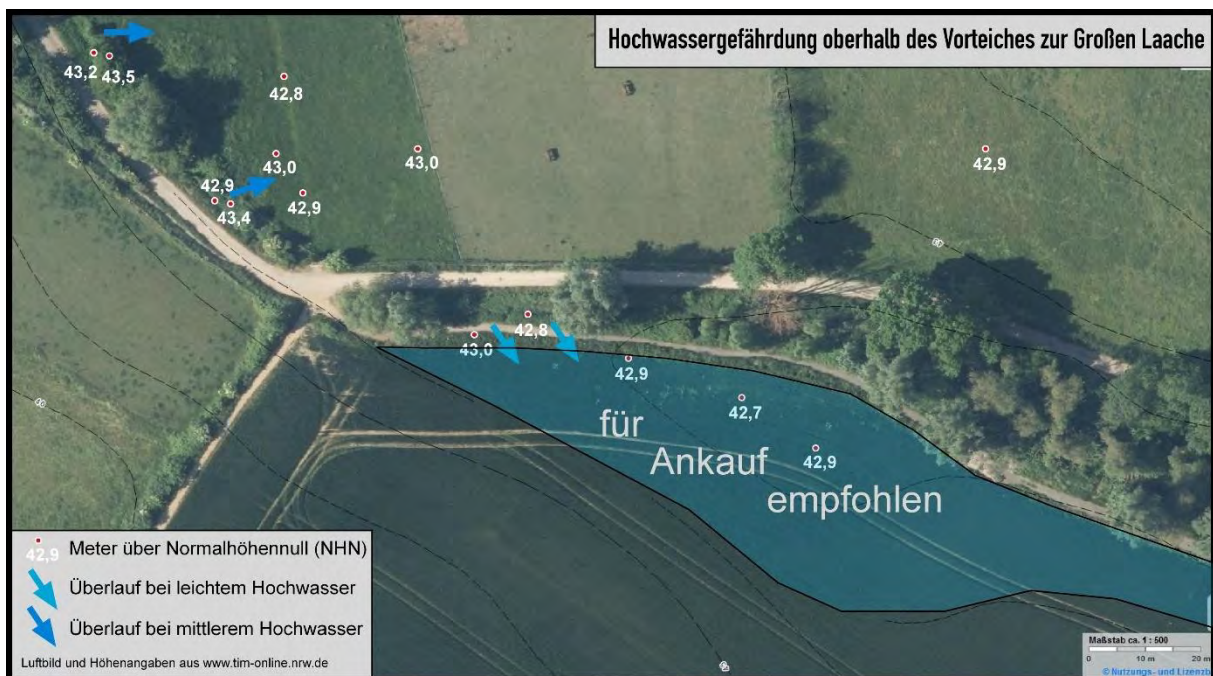 Hochwassergefährdung oberhalb des Vorteiches zur Großen Laache
43,2
43,5
42,8
43,0
43,0
42,9
42,9
43,4
42,9
42,8
43,0
42,9
42,7
42,9
für
Ankauf
empfohlen
42,9 Meter über Normalhöhennull (NHN)
Überlauf bei leichtem Hochwasser
Überlauf bei mittlerem Hochwasser
Luftbild und Höhenangaben aus www.tim-online.nrw.de
Maßstab ca. 1 : 500
0 10 m 20 m
© Nutzungs- und Lizenzb